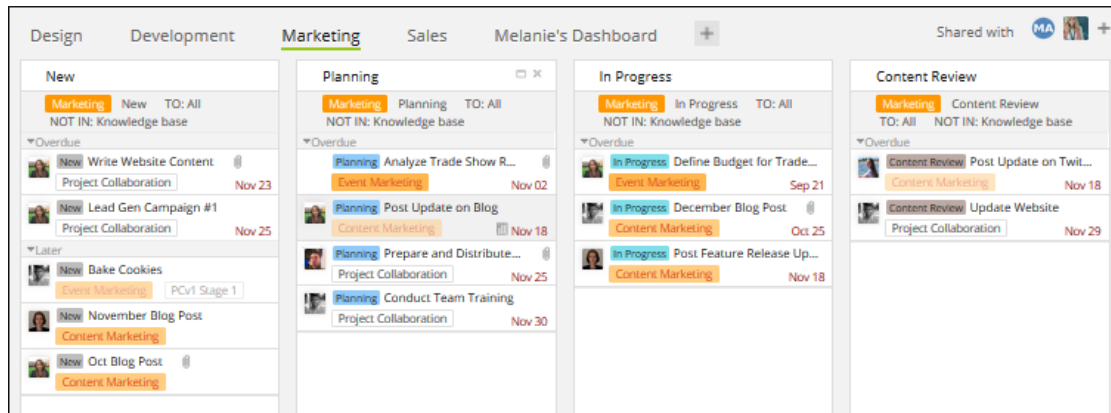 Design Development Marketing Sales Melanie's Dashboard + Shared with MA +
New
Marketing New TO: All
NOT IN: Knowledge base
Overdue
New Write Website Content
Project Collaboration Nov 23
New Lead Gen Campaign #1
Project Collaboration Nov 25
Later
New Bake Cookies
Event Marketing PCv1 Stage 1
New November Blog Post
Content Marketing
New Oct Blog Post
Content Marketing
Planning
Marketing Planning TO: All
NOT IN: Knowledge base
Overdue
Planning Analyze Trade Show R...
Event Marketing Nov 02
Planning Post Update on Blog
Content Marketing Nov 18
Planning Prepare and Distribute...
Project Collaboration Nov 25
Planning Conduct Team Training
Project Collaboration Nov 30
In Progress
Marketing In Progress TO: All
NOT IN: Knowledge base
Overdue
In Progress Define Budget for Trade...
Event Marketing Sep 21
In Progress December Blog Post
Content Marketing Oct 25
In Progress Post Feature Release Up...
Content Marketing Nov 18
Content Review
Marketing Content Review
TO: All NOT IN: Knowledge base
Overdue
Content Review Post Update on Twit...
Content Marketing Nov 18
Content Review Update Website
Project Collaboration Nov 29